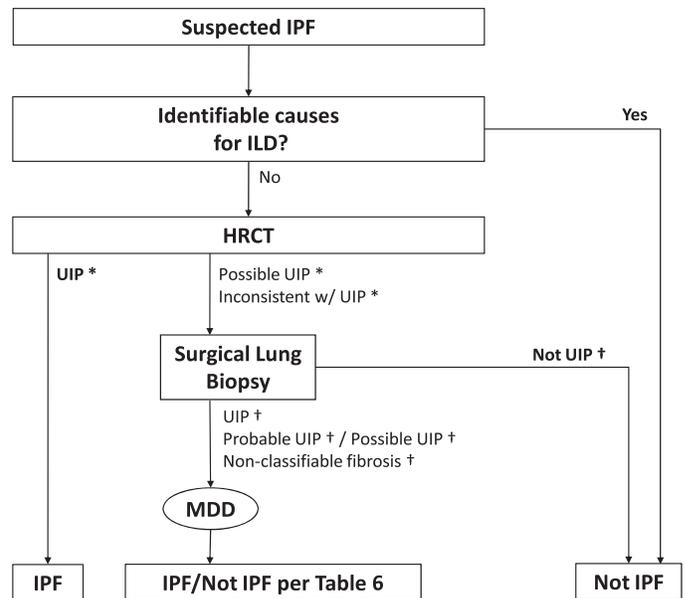 Suspected IPF
Identifiable causes
for ILD?
Yes
No
HRCT
UIP *
Possible UIP *
Inconsistent w/ UIP *
Surgical Lung
Biopsy
Not UIP †
UIP †
Probable UIP † / Possible UIP †
Non-classifiable fibrosis †
MDD
IPF
IPF/Not IPF per Table 6
Not IPF